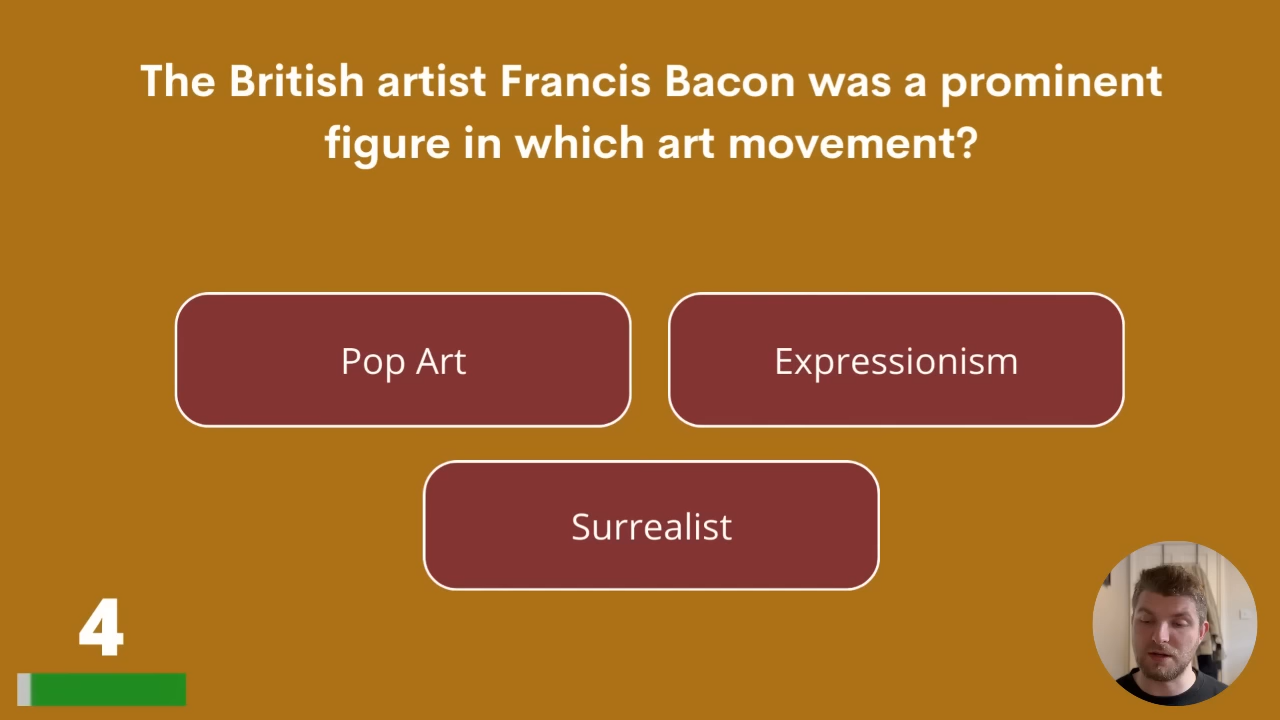 The British artist Francis Bacon was a prominent
figure in which art movement?
Pop Art
Expressionism
Surrealist
4